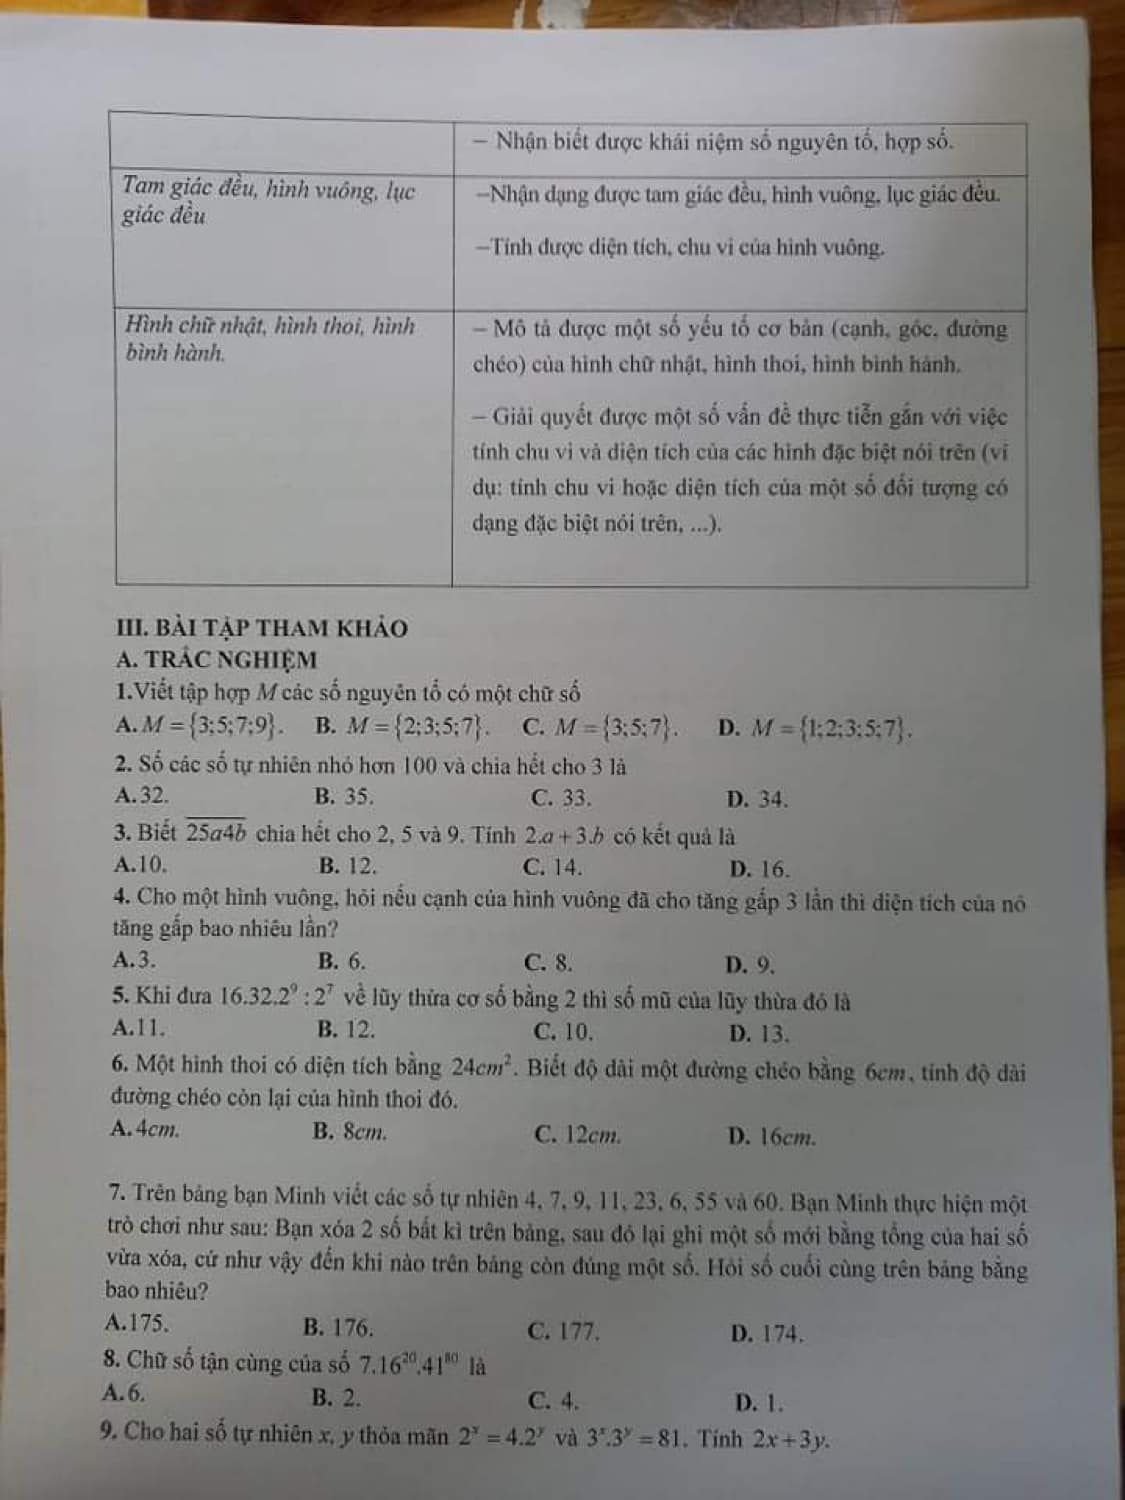 – Nhận biết được khái niệm số nguyên tố, hợp số.
Tam giác đều, hình vuông, lục
giác đều
–Nhận dạng được tam giác đều, hình vuông, lục giác đều.
–Tính được diện tích, chu vi của hình vuông.
Hình chữ nhật, hình thoi, hình
bình hành.
– Mô tả được một số yếu tố cơ bản (cạnh, góc, đường
chéo) của hình chữ nhật, hình thoi, hình bình hành.
– Giải quyết được một số vấn đề thực tiễn gắn với việc
tính chu vi và diện tích của các hình đặc biệt nói trên (ví
dụ: tính chu vi hoặc diện tích của một số đối tượng có
dạng đặc biệt nói trên, ...).
III. BÀI TẬP THAM KHẢO
A. TRẮC NGHIỆM
1.Viết tập hợp M các số nguyên tố có một chữ số
A. M = {3;5;7;9}. B. M = {2;3;5;7}. C. M = {3;5;7}. D. M = {1;2;3;5;7}.
2. Số các số tự nhiên nhỏ hơn 100 và chia hết cho 3 là
A.32. B. 35. C. 33. D. 34.
3. Biết 2̅5̅a̅4̅b̅ chia hết cho 2, 5 và 9. Tính 2.a + 3.b có kết quả là
A.10. B. 12. C. 14. D. 16.
4. Cho một hình vuông, hỏi nếu cạnh của hình vuông đã cho tăng gấp 3 lần thì diện tích của nó
tăng gấp bao nhiêu lần?
A.3. B. 6. C. 8. D. 9.
5. Khi đưa 16.32.2⁹ : 2⁷ về lũy thừa cơ số bằng 2 thì số mũ của lũy thừa đó là
A.11. B. 12. C. 10. D. 13.
6. Một hình thoi có diện tích bằng 24cm². Biết độ dài một đường chéo bằng 6cm, tính độ dài
đường chéo còn lại của hình thoi đó.
A.4cm. B. 8cm. C. 12cm. D. 16cm.
7. Trên bảng bạn Minh viết các số tự nhiên 4, 7, 9, 11, 23, 6, 55 và 60. Bạn Minh thực hiện một
trò chơi như sau: Bạn xóa 2 số bất kì trên bảng, sau đó lại ghi một số mới bằng tổng của hai số
vừa xóa, cứ như vậy đến khi nào trên bảng còn đúng một số. Hỏi số cuối cùng trên bảng bằng
bao nhiêu?
A.175. B. 176. C. 177. D. 174.
8. Chữ số tận cùng của số 7.16²⁰.41⁸⁰ là
A.6. B. 2. C. 4. D. 1.
9. Cho hai số tự nhiên x, y thỏa mãn 2ˣ = 4.2ʸ và 3ˣ.3ʸ = 81. Tính 2x+3y.